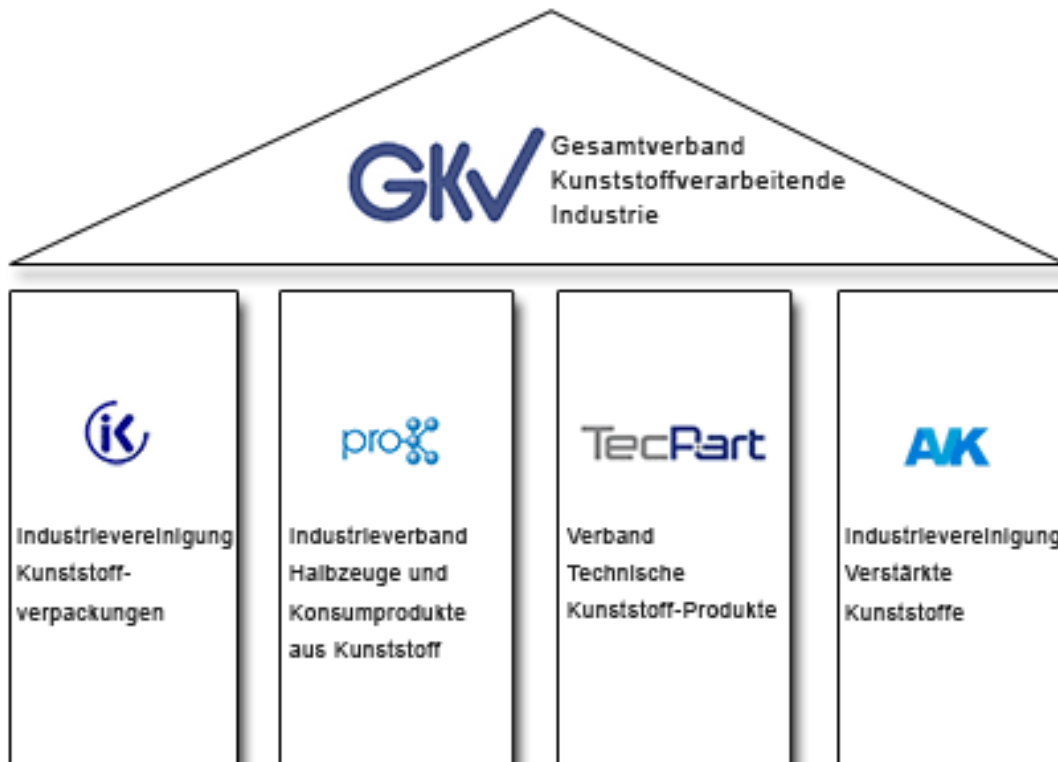 GKV
Gesamtverband
Kunststoffverarbeitende
Industrie
iK
Industrievereinigung
Kunststoff-
verpackungen
pro-K
Industrieverband
Halbzeuge und
Konsumprodukte
aus Kunststoff
TecPart
Verband
Technische
Kunststoff-Produkte
AVK
Industrievereinigung
Verstärkte
Kunststoffe